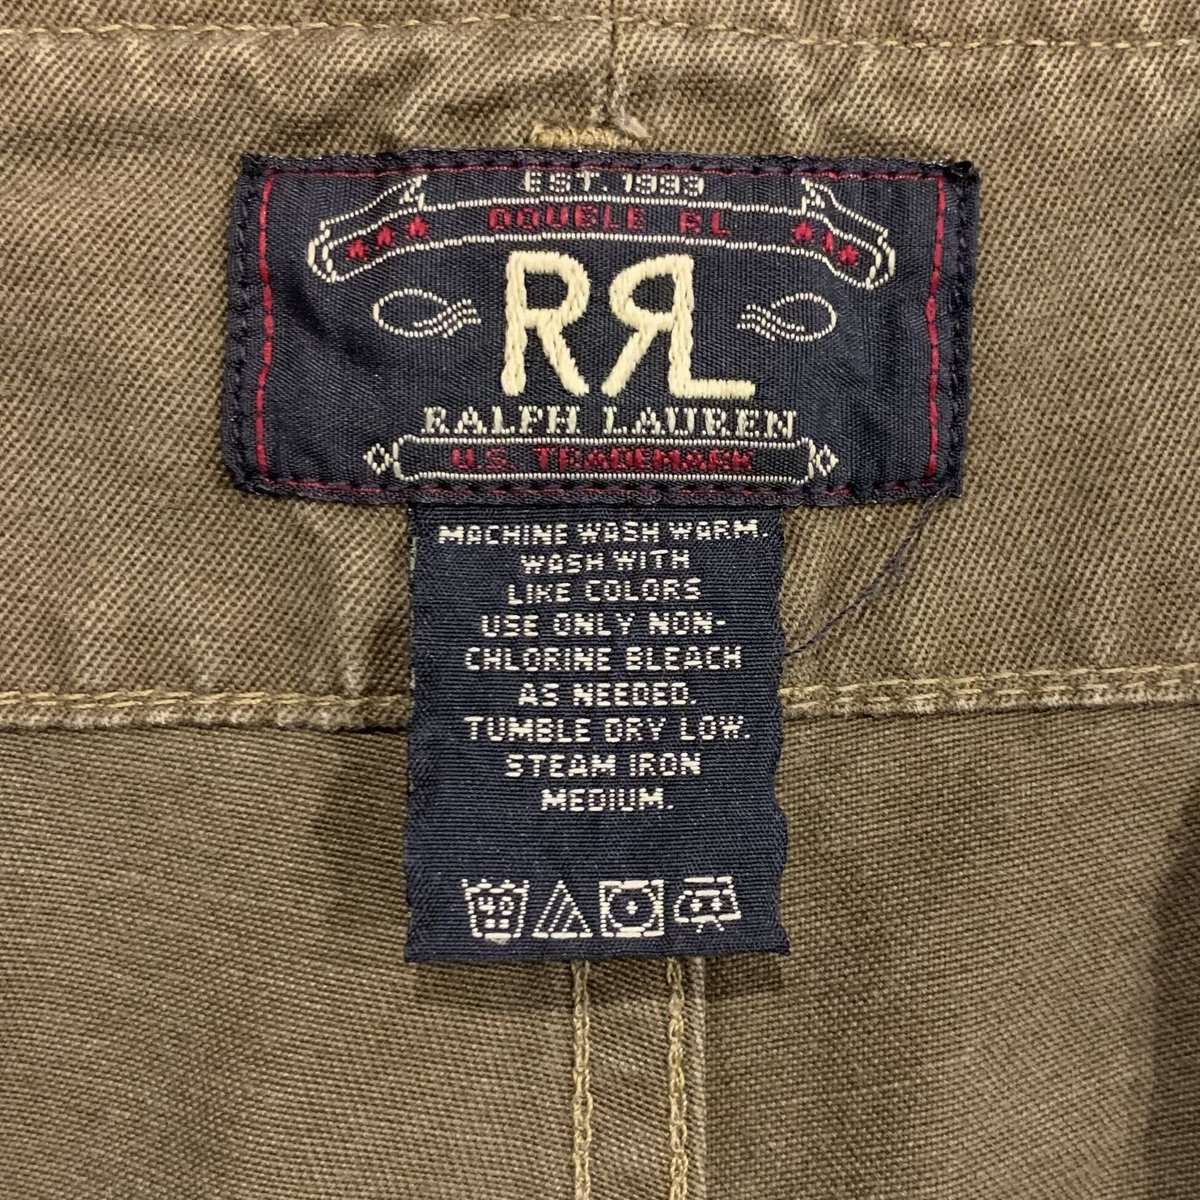 EST. 1993
DOUBLE RL
RRL
RALPH LAUREN
U.S. TRADEMARK
MACHINE WASH WARM.
WASH WITH
LIKE COLORS
USE ONLY NON-
CHLORINE BLEACH
AS NEEDED.
TUMBLE DRY LOW.
STEAM IRON
MEDIUM.
40